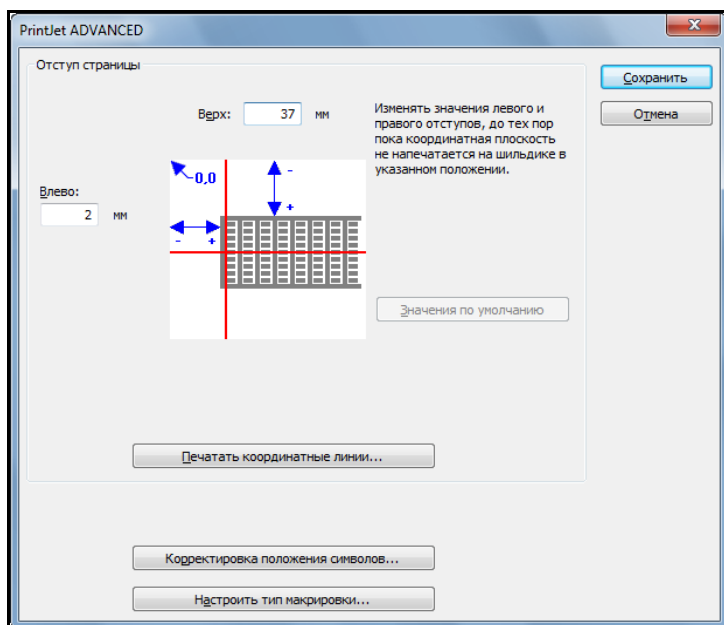 PrintJet ADVANCED
Отступ страницы
Сохранить
Отмена
Верх: 37 мм
Изменять значения левого и
правого отступов, до тех пор
пока координатная плоскость
не напечатается на шильдике в
указанном положении.
0,0
-
+
Влево:
2 мм
- +
Значения по умолчанию
Печатать координатные линии...
Корректировка положения символов...
Настроить тип макрировки...